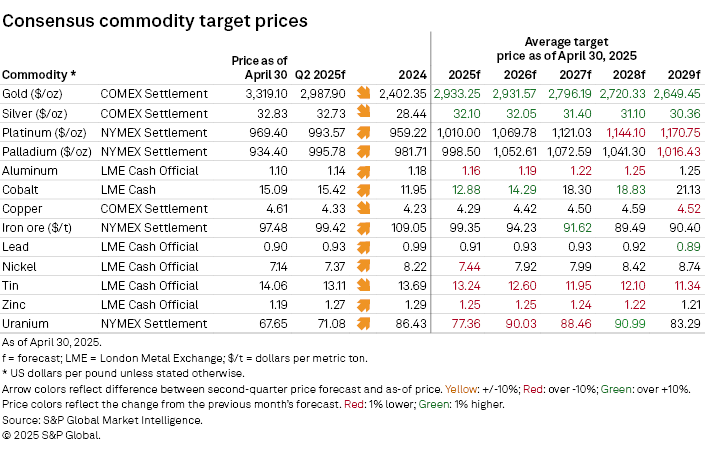 Consensus commodity target prices
Average target
price as of April 30, 2025
Price as of
Commodity * April 30 Q2 2025f 2024 2025f 2026f 2027f 2028f 2029f
Gold ($/oz) COMEX Settlement 3,319.10 2,987.90 2,402.35 2,933.25 2,931.57 2,796.19 2,720.33 2,649.45
Silver ($/oz) COMEX Settlement 32.83 32.73 28.44 32.10 32.05 31.40 31.10 30.36
Platinum ($/oz) NYMEX Settlement 969.40 993.57 959.22 1,010.00 1,069.78 1,121.03 1,144.10 1,170.75
Palladium ($/oz) NYMEX Settlement 934.40 995.78 981.71 998.50 1,052.61 1,072.59 1,041.30 1,016.43
Aluminum LME Cash Official 1.10 1.14 1.18 1.16 1.19 1.22 1.25 1.25
Cobalt LME Cash 15.09 15.42 11.95 12.88 14.29 18.30 18.83 21.13
Copper COMEX Settlement 4.61 4.33 4.23 4.29 4.42 4.50 4.59 4.52
Iron ore ($/t) NYMEX Settlement 97.48 99.42 109.05 99.35 94.23 91.62 89.49 90.40
Lead LME Cash Official 0.90 0.93 0.99 0.91 0.93 0.93 0.92 0.89
Nickel LME Cash Official 7.14 7.37 8.22 7.44 7.92 7.99 8.42 8.74
Tin LME Cash Official 14.06 13.11 13.69 13.24 12.60 11.95 12.10 11.34
Zinc LME Cash Official 1.19 1.27 1.29 1.25 1.25 1.24 1.22 1.21
Uranium NYMEX Settlement 67.65 71.08 86.43 77.36 90.03 88.46 90.99 83.29
As of April 30, 2025.
f = forecast; LME = London Metal Exchange; $/t = dollars per metric ton.
* US dollars per pound unless stated otherwise.
Arrow colors reflect difference between second-quarter price forecast and as-of price. Yellow: +/-10%; Red: over -10%; Green: over +10%.
Price colors reflect the change from the previous month's forecast. Red: 1% lower; Green: 1% higher.
Source: S&P Global Market Intelligence.
© 2025 S&P Global.